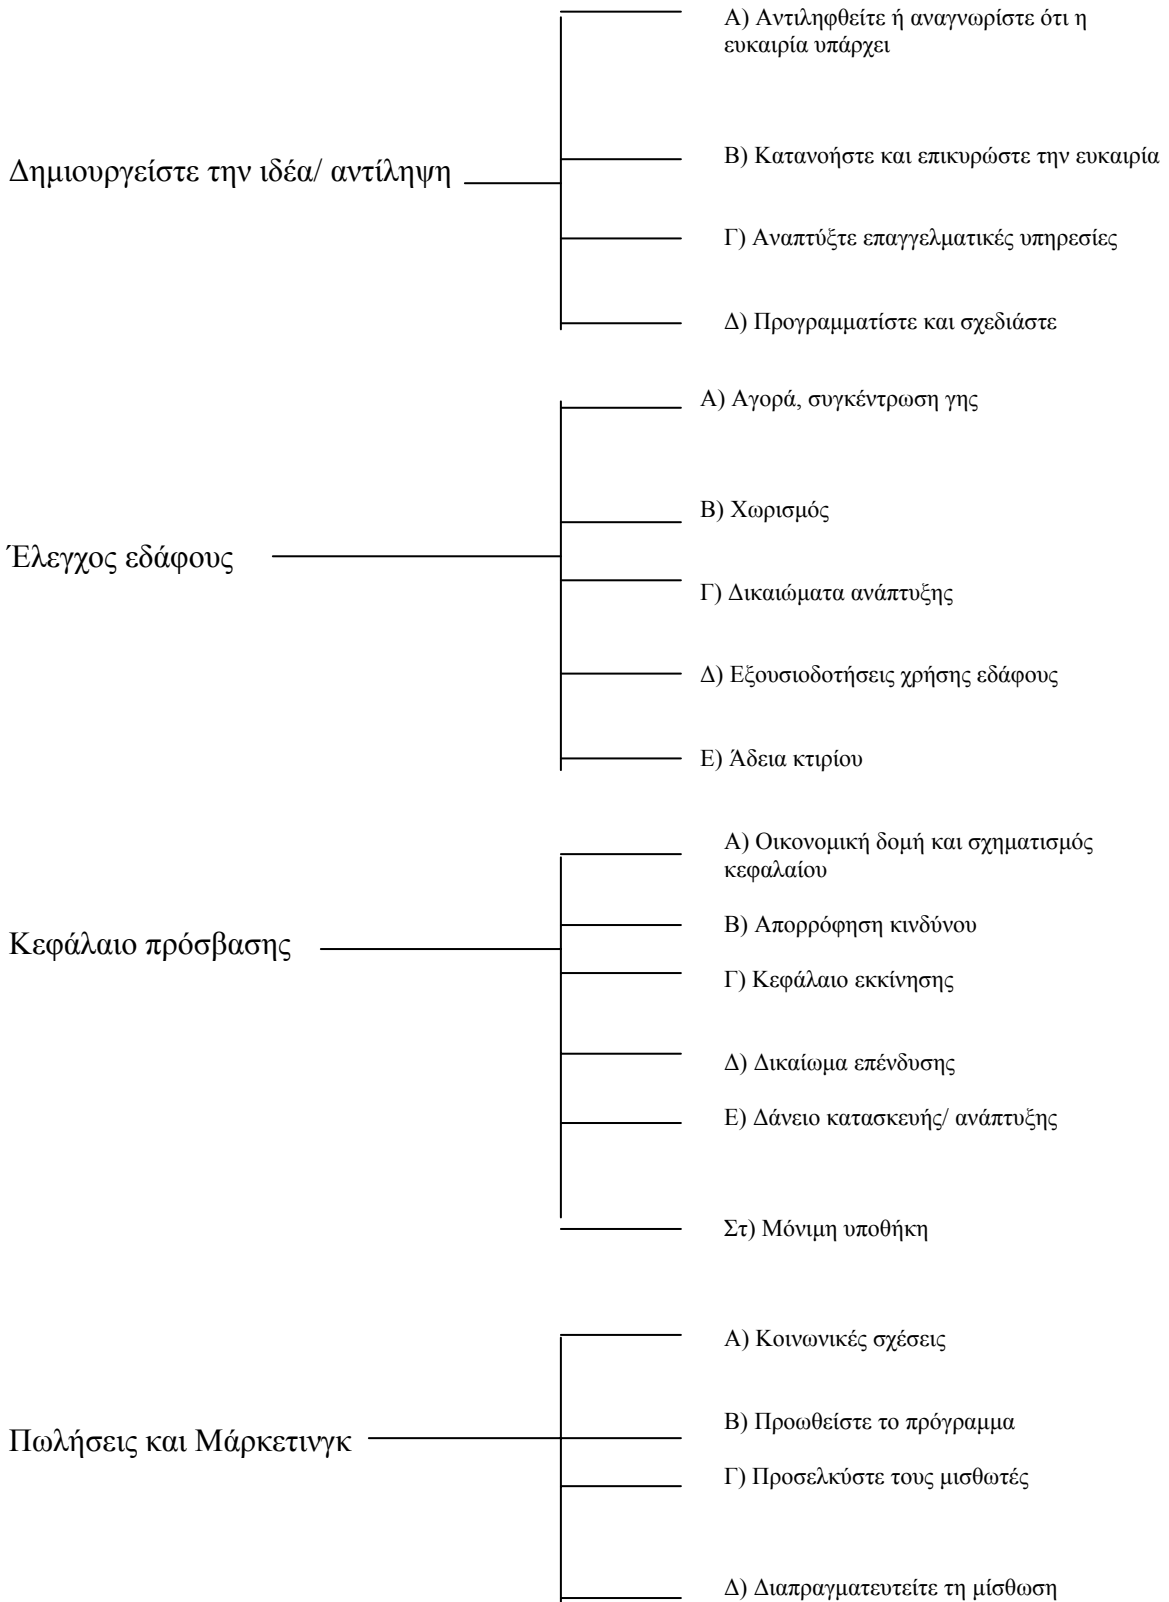 Δημιουργείστε την ιδέα/ αντίληψη
Α) Αντιληφθείτε ή αναγνωρίστε ότι η
ευκαιρία υπάρχει
Β) Κατανοήστε και επικυρώστε την ευκαιρία
Γ) Αναπτύξτε επαγγελματικές υπηρεσίες
Δ) Προγραμματίστε και σχεδιάστε
Έλεγχος εδάφους
Α) Αγορά, συγκέντρωση γης
Β) Χωρισμός
Γ) Δικαιώματα ανάπτυξης
Δ) Εξουσιοδοτήσεις χρήσης εδάφους
Ε) Άδεια κτιρίου
Κεφάλαιο πρόσβασης
Α) Οικονομική δομή και σχηματισμός
κεφαλαίου
Β) Απορρόφηση κινδύνου
Γ) Κεφάλαιο εκκίνησης
Δ) Δικαίωμα επένδυσης
Ε) Δάνειο κατασκευής/ ανάπτυξης
Στ) Μόνιμη υποθήκη
Πωλήσεις και Μάρκετινγκ
Α) Κοινωνικές σχέσεις
Β) Προωθείστε το πρόγραμμα
Γ) Προσελκύστε τους μισθωτές
Δ) Διαπραγματευτείτε τη μίσθωση